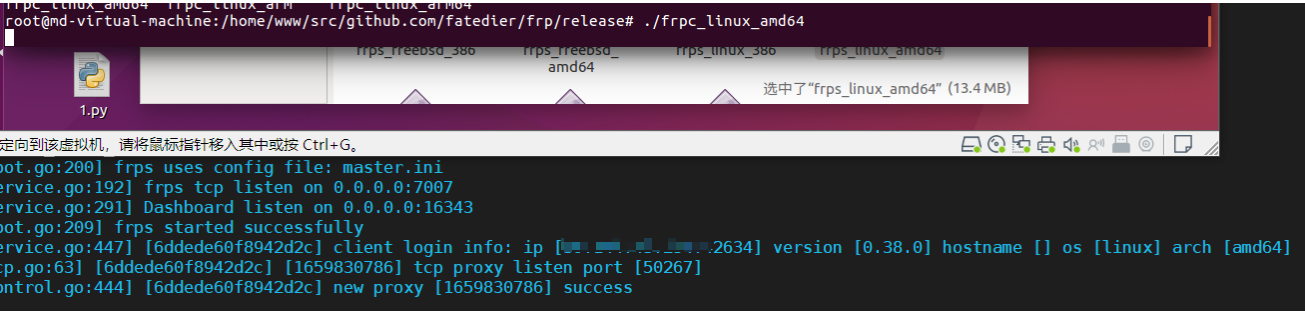 root@md-virtual-machine:/home/www/src/github.com/fatedier/frp/release# ./frpc_linux_amd64
frps_freebsd_386 frps_freebsd_amd64 frps_linux_386 frps_linux_amd64
选中了“frps_linux_amd64” (13.4 MB)
1.py
定向到该虚拟机，请将鼠标指针移入其中或按 Ctrl+G。
oot.go:200] frps uses config file: master.ini
ervice.go:192] frps tcp listen on 0.0.0.0:7007
ervice.go:291] Dashboard listen on 0.0.0.0:16343
oot.go:209] frps started successfully
ervice.go:447] [6ddede60f8942d2c] client login info: ip [.2634] version [0.38.0] hostname [] os [linux] arch [amd64]
cp.go:63] [6ddede60f8942d2c] [1659830786] tcp proxy listen port [50267]
ontrol.go:444] [6ddede60f8942d2c] new proxy [1659830786] success